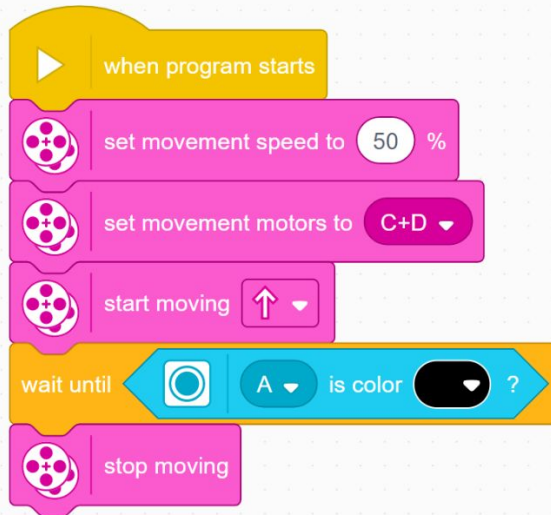 when program starts
set movement speed to 50 %
set movement motors to C+D
start moving
wait until A is color ?
stop moving